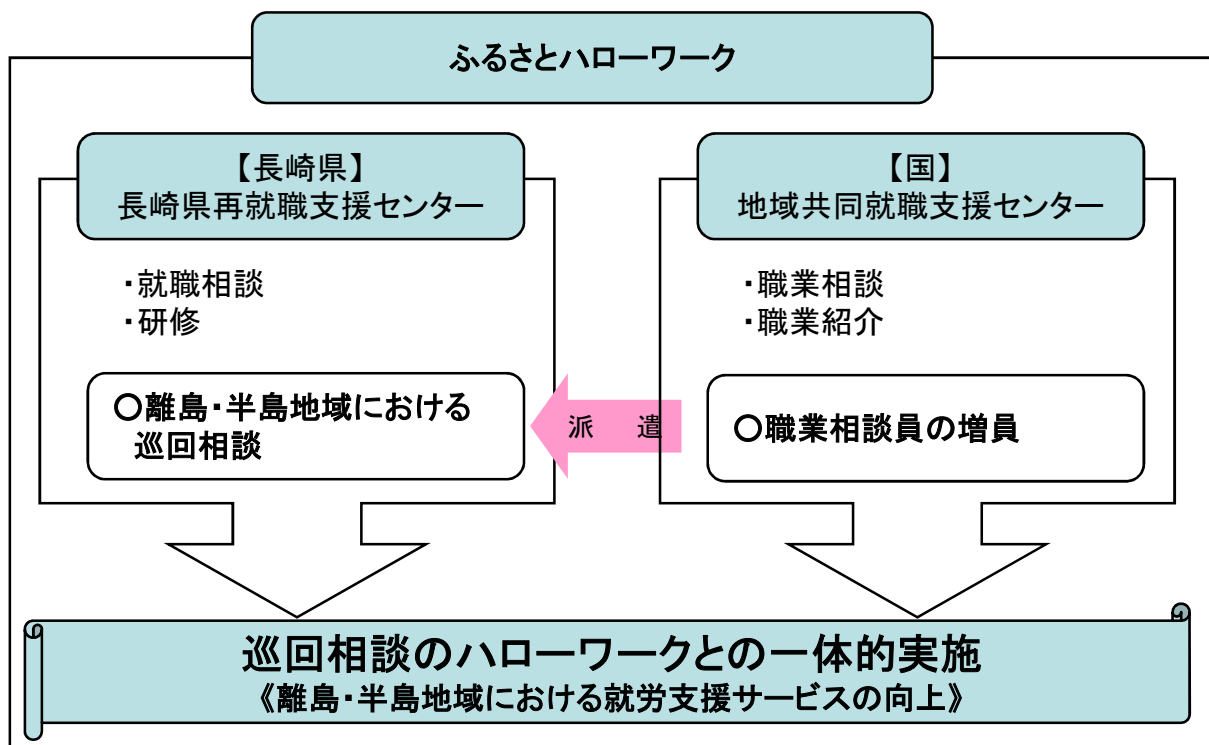 ふるさとハローワーク
【長崎県】
長崎県再就職支援センター
・就職相談
・研修
○離島・半島地域における
巡回相談
派　遣
【国】
地域共同就職支援センター
・職業相談
・職業紹介
○職業相談員の増員
巡回相談のハローワークとの一体的実施
《離島・半島地域における就労支援サービスの向上》